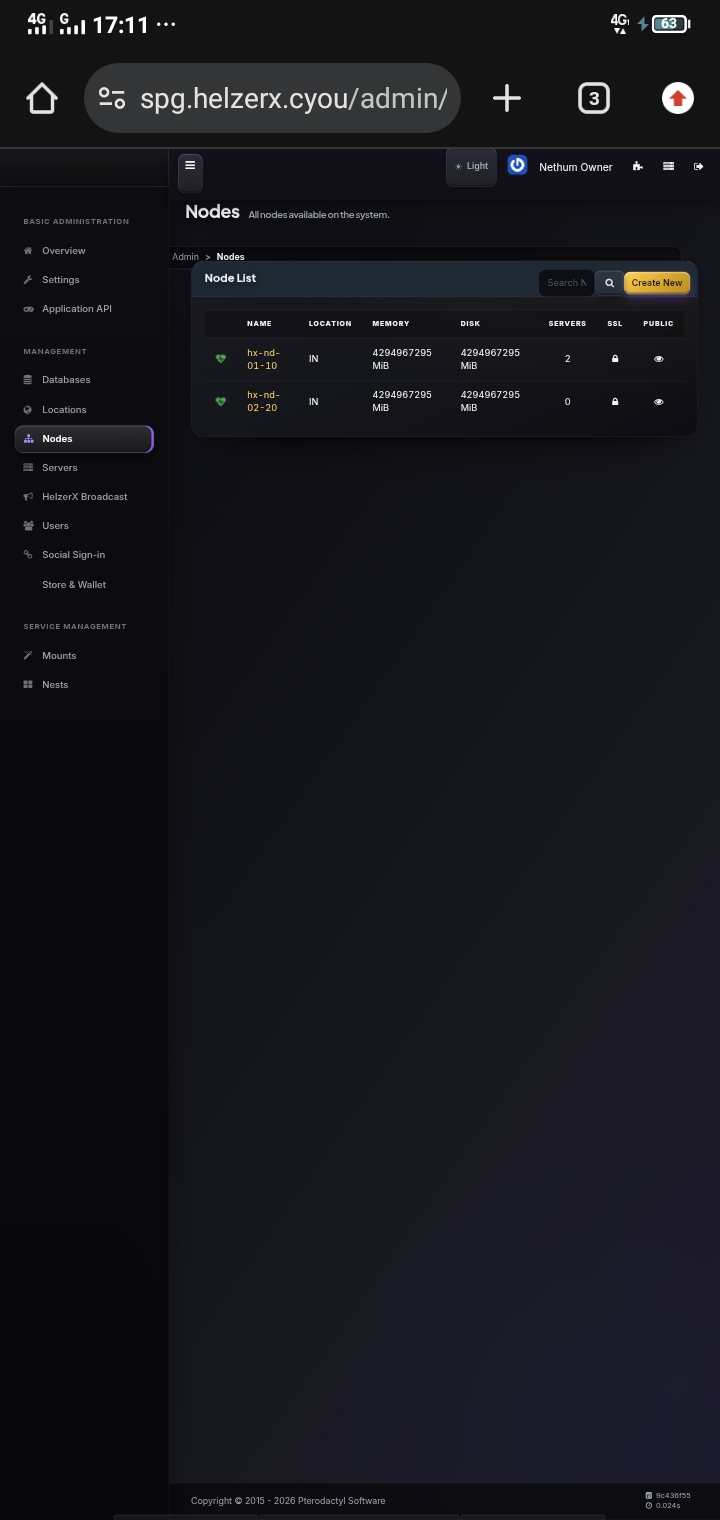 4G G 17:11 ··· 4G 63
spg.helzerx.cyou/admin/ 3
Light Nethum Owner
Nodes All nodes available on the system.
Admin > Nodes
Node List Search N Create New
NAME LOCATION MEMORY DISK SERVERS SSL PUBLIC
hx-nd-01-10 IN 4294967295 MiB 4294967295 MiB 2
hx-nd-02-20 IN 4294967295 MiB 4294967295 MiB 0
BASIC ADMINISTRATION
Overview
Settings
Application API
MANAGEMENT
Databases
Locations
Nodes
Servers
HelzerX Broadcast
Users
Social Sign-in
Store & Wallet
SERVICE MANAGEMENT
Mounts
Nests
Copyright © 2015 - 2026 Pterodactyl Software
9c436f55
0.024s